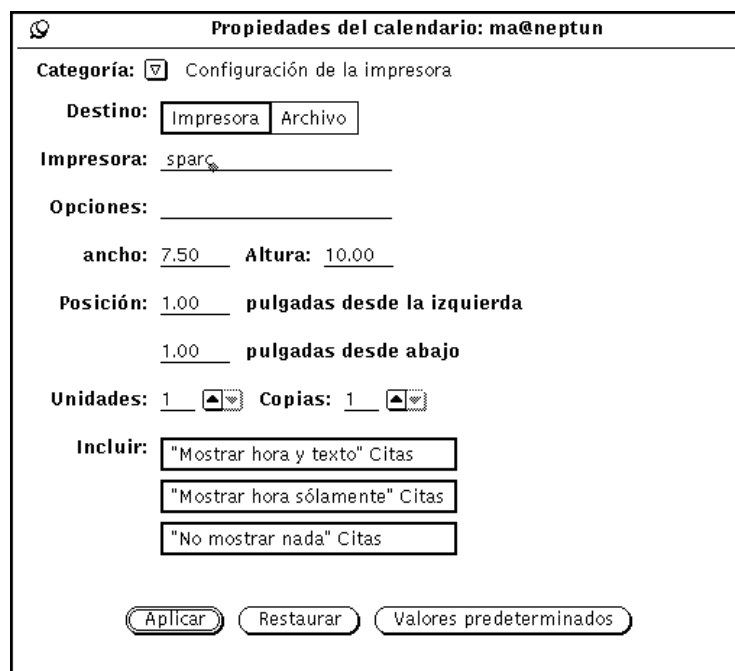 Propiedades del calendario: ma@neptun
Categoría: Configuración de la impresora
Destino: Impresora Archivo
Impresora: sparc
Opciones:
ancho: 7.50 Altura: 10.00
Posición: 1.00 pulgadas desde la izquierda
1.00 pulgadas desde abajo
Unidades: 1 Copias: 1
Incluir: "Mostrar hora y texto" Citas
"Mostrar hora sólamente" Citas
"No mostrar nada" Citas
Aplicar Restaurar Valores predeterminados